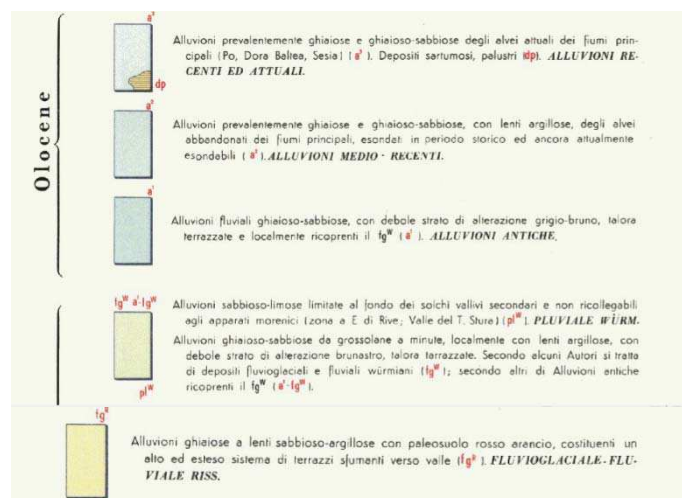 Olocene
a³
dp
Alluvioni prevalentemente ghiaiose e ghiaioso-sabbiose degli alvei attuali dei fiumi prin-
cipali (Po, Dora Baltea, Sesia) (a³). Depositi sartumosi, palustri (dp). ALLUVIONI RE-
CENTI ED ATTUALI.
a²
Alluvioni prevalentemente ghiaiose e ghiaioso-sabbiose, con lenti argillose, degli alvei
abbandonati dei fiumi principali, esondati in periodo storico ed ancora attualmente
esondabili (a²). ALLUVIONI MEDIO - RECENTI.
a¹
Alluvioni fluviali ghiaioso-sabbiose, con debole strato di alterazione grigio-bruno, talora
terrazzate e localmente ricoprenti il fgᵂ (a¹). ALLUVIONI ANTICHE.
fgᵂ a¹-fgᵂ
plᵂ
Alluvioni sabbioso-limose limitate al fondo dei solchi vallivi secondari e non ricollegabili
agli apparati morenici (zona a E. di Rive; Valle del T. Stura) (plᵂ). PLUVIALE WÜRM.
Alluvioni ghiaioso-sabbiose da grossolane a minute, localmente con lenti argillose, con
debole strato di alterazione brunastro, talora terrazzate. Secondo alcuni Autori si tratta
di depositi fluvioglaciali e fluviali würmiani (fgᵂ); secondo altri di Alluvioni antiche
ricoprenti il fgᵂ (a¹-fgᵂ).
fgᴿ
Alluvioni ghiaiose a lenti sabbioso-argillose con paleosuolo rosso arancio, costituenti un
alto ed esteso sistema di terrazzi sfumanti verso valle (fgᴿ). FLUVIOGLACIALE-FLU-
VIALE RISS.